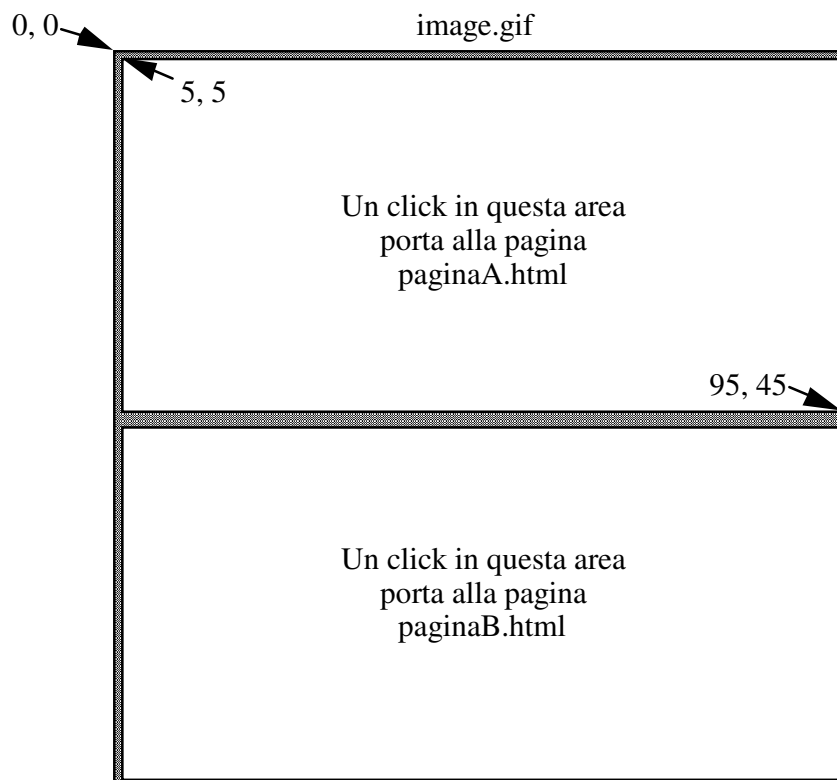 0, 0
image.gif
5, 5
Un click in questa area
porta alla pagina
paginaA.html
95, 45
Un click in questa area
porta alla pagina
paginaB.html